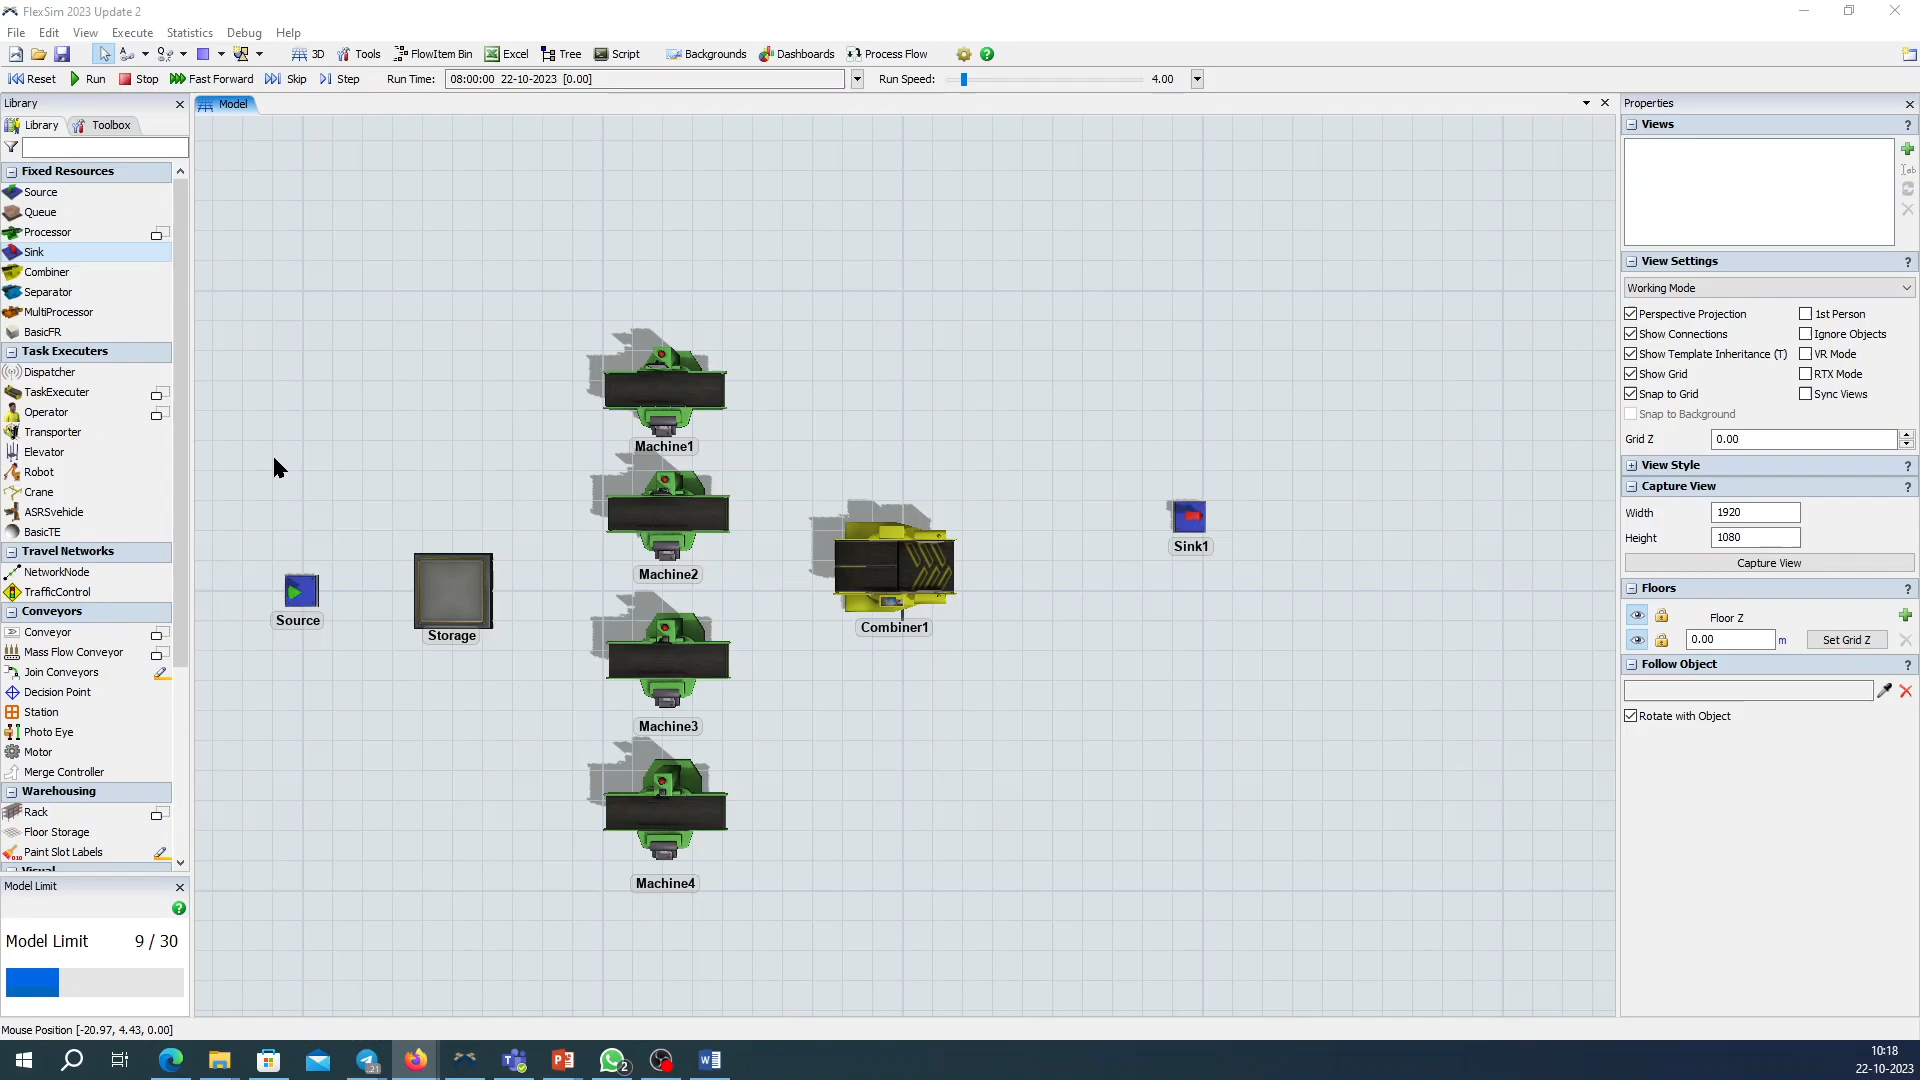 FlexSim 2023 Update 2
File Edit View Execute Statistics Debug Help
3D Tools FlowItem Bin Excel Tree Script Backgrounds Dashboards Process Flow
Reset Run Stop Fast Forward Skip Step Run Time: 08:00:00 22-10-2023 [0.00] Run Speed: 4.00
Library
Library Toolbox
Fixed Resources
Source
Queue
Processor
Sink
Combiner
Separator
MultiProcessor
BasicFR
Task Executers
Dispatcher
TaskExecuter
Operator
Transporter
Elevator
Robot
Crane
ASRSvehicle
BasicTE
Travel Networks
NetworkNode
TrafficControl
Conveyors
Conveyor
Mass Flow Conveyor
Join Conveyors
Decision Point
Station
Photo Eye
Motor
Merge Controller
Warehousing
Rack
Floor Storage
Paint Slot Labels
Visual
Model Limit
Model Limit 9 / 30
Mouse Position [-20.97, 4.43, 0.00]
Model
Machine1
Machine2
Machine3
Machine4
Source
Storage
Combiner1
Sink1
Properties
Views
View Settings
Working Mode
Perspective Projection 1st Person
Show Connections Ignore Objects
Show Template Inheritance (T) VR Mode
Show Grid RTX Mode
Snap to Grid Sync Views
Snap to Background
Grid Z 0.00
View Style
Capture View
Width 1920
Height 1080
Capture View
Floors
Floor Z
0.00 m Set Grid Z
Follow Object
Rotate with Object
21
2
10:18
22-10-2023